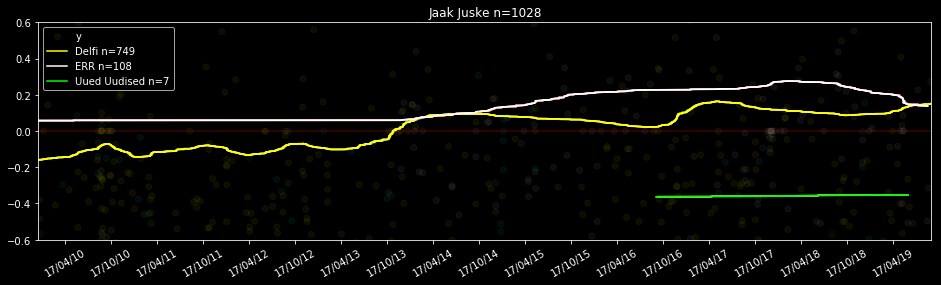 Jaak Juske n=1028
y
Delfi n=749
ERR n=108
Uued Uudised n=7
0.6
0.4
0.2
0.0
−0.2
−0.4
−0.6
17/04/10 17/10/10 17/04/11 17/10/11 17/04/12 17/10/12 17/04/13 17/10/13 17/04/14 17/10/14 17/04/15 17/10/15 17/04/16 17/10/16 17/04/17 17/10/17 17/04/18 17/10/18 17/04/19